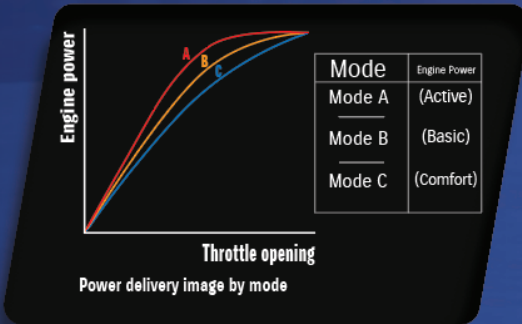 Engine power
A
B
C
Throttle opening
Power delivery image by mode
Mode Engine Power
Mode A (Active)
Mode B (Basic)
Mode C (Comfort)